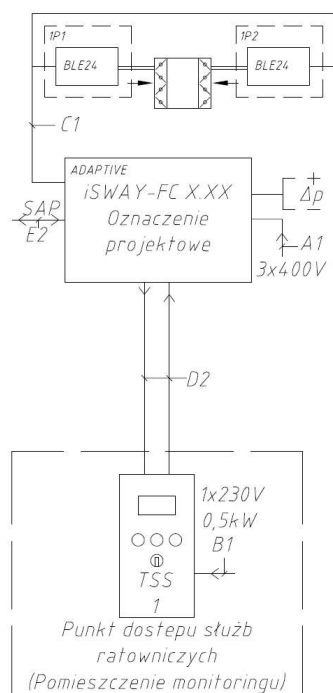 1P1
1P2
BLE24
BLE24
C1
ADAPTIVE
iSWAY-FC X.XX
Oznaczenie
projektowe
SAP
E2
+
Δp
-
A1
3x400V
D2
1x230V
0,5kW
B1
TSS
1
Punkt dostępu służb
ratowniczych
(Pomieszczenie monitoringu)